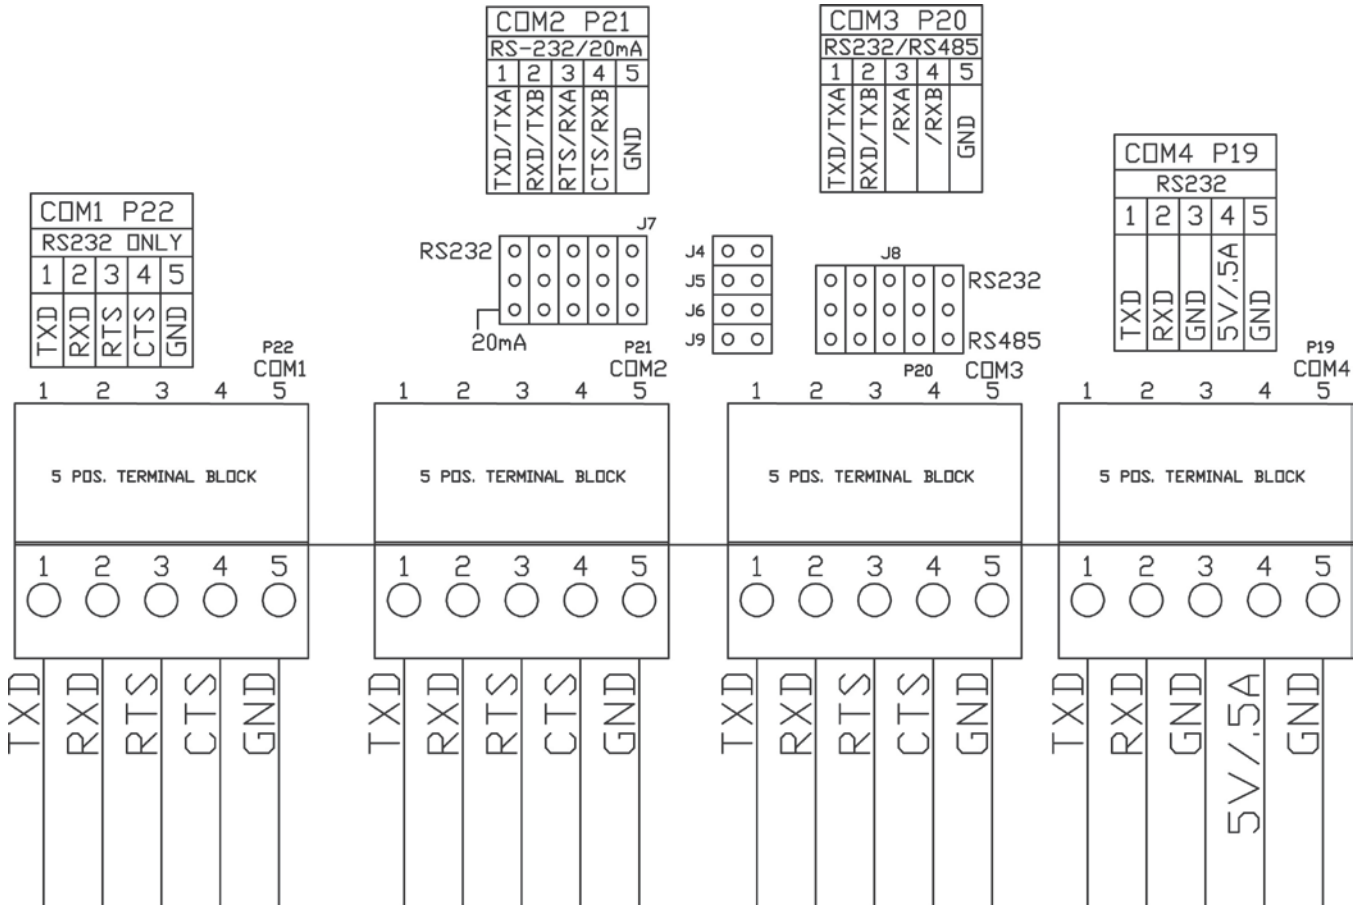 COM2 P21
RS-232/20mA
1 2 3 4 5
TXD/TXA
RXD/TXB
RTS/RXA
CTS/RXB
GND
COM3 P20
RS232/RS485
1 2 3 4 5
TXD/TXA
RXD/TXB
/RXA
/RXB
GND
COM4 P19
RS232
1 2 3 4 5
TXD
RXD
GND
5V/.5A
GND
COM1 P22
RS232 ONLY
1 2 3 4 5
TXD
RXD
RTS
CTS
GND
J7
RS232
20mA
J4
J5
J6
J9
J8
RS232
RS485
P22
COM1
1 2 3 4 5
P21
COM2
1 2 3 4 5
P20 COM3
1 2 3 4 5
P19
COM4
1 2 3 4 5
5 POS. TERMINAL BLOCK
5 POS. TERMINAL BLOCK
5 POS. TERMINAL BLOCK
5 POS. TERMINAL BLOCK
1 2 3 4 5
1 2 3 4 5
1 2 3 4 5
1 2 3 4 5
TXD
RXD
RTS
CTS
GND
TXD
RXD
RTS
CTS
GND
TXD
RXD
RTS
CTS
GND
TXD
RXD
GND
5V/.5A
GND